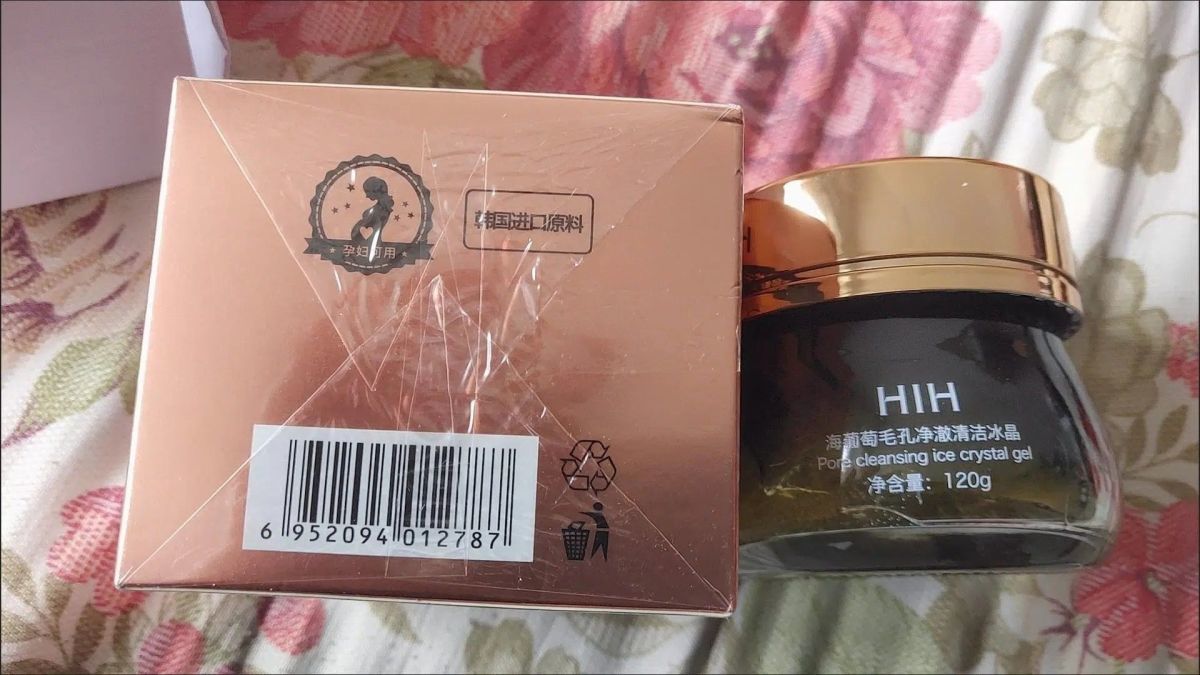 孕妇可用
韩国进口原料
6 952094 012787
HIH
海葡萄毛孔净澈清洁冰晶
Pore cleansing ice crystal gel
净含量：120g